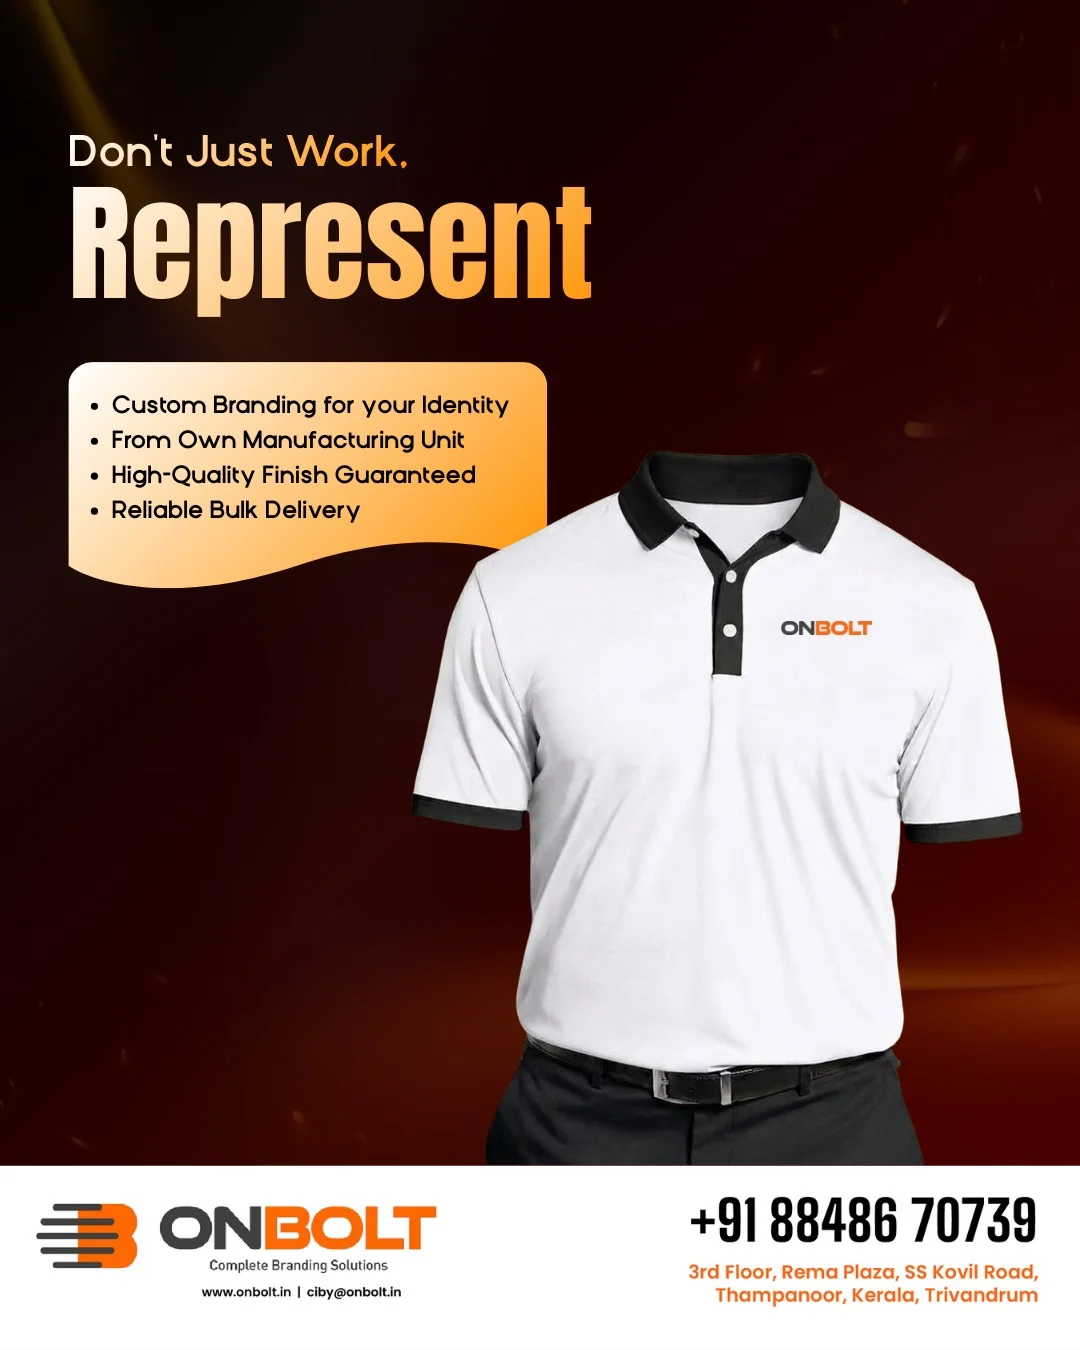 Don't Just Work,
Represent
• Custom Branding for your Identity
• From Own Manufacturing Unit
• High-Quality Finish Guaranteed
• Reliable Bulk Delivery
ONBOLT
ONBOLT
Complete Branding Solutions
www.onbolt.in | ciby@onbolt.in
+91 88486 70739
3rd Floor, Rema Plaza, SS Kovil Road,
Thampanoor, Kerala, Trivandrum